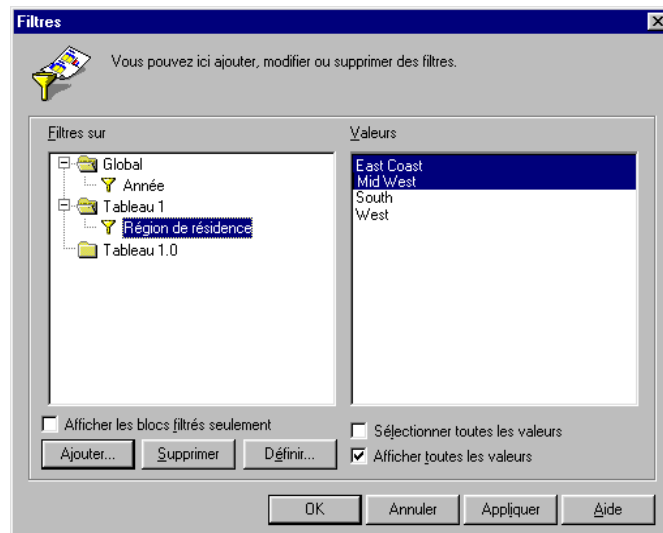 Filtres
Vous pouvez ici ajouter, modifier ou supprimer des filtres.
Filtres sur
Global
Année
Tableau 1
Région de résidence
Tableau 1.0
Afficher les blocs filtrés seulement
Ajouter...
Supprimer
Définir...
Valeurs
East Coast
Mid West
South
West
Sélectionner toutes les valeurs
Afficher toutes les valeurs
OK
Annuler
Appliquer
Aide